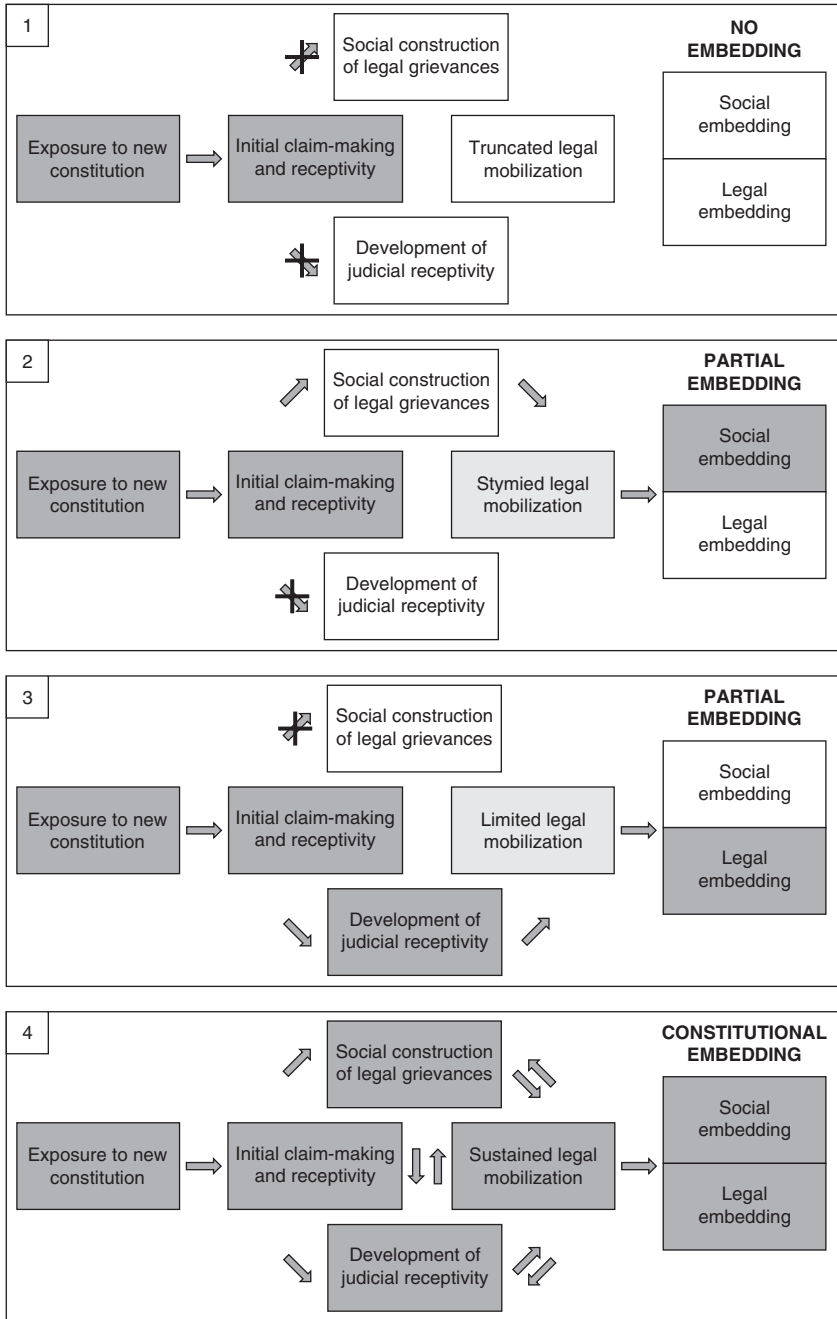 1
Social construction
of legal grievances
NO
EMBEDDING
Exposure to new
constitution
Initial claim-making
and receptivity
Truncated legal
mobilization
Social
embedding
Legal
embedding
Development of
judicial receptivity
2
Social construction
of legal grievances
PARTIAL
EMBEDDING
Exposure to new
constitution
Initial claim-making
and receptivity
Stymied legal
mobilization
Social
embedding
Legal
embedding
Development of
judicial receptivity
3
Social construction
of legal grievances
PARTIAL
EMBEDDING
Exposure to new
constitution
Initial claim-making
and receptivity
Limited legal
mobilization
Social
embedding
Legal
embedding
Development of
judicial receptivity
4
Social construction
of legal grievances
CONSTITUTIONAL
EMBEDDING
Exposure to new
constitution
Initial claim-making
and receptivity
Sustained legal
mobilization
Social
embedding
Legal
embedding
Development of
judicial receptivity